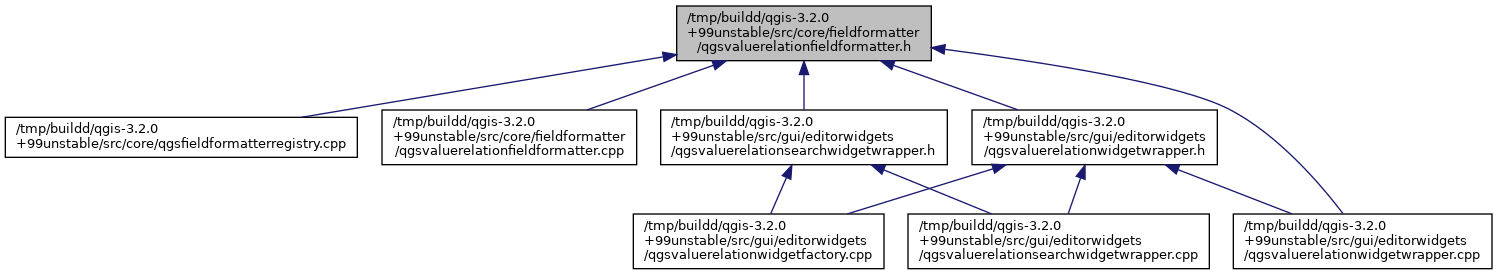 /tmp/buildd/qgis-3.2.0
+99unstable/src/core/fieldformatter
/qgsvaluerelationfieldformatter.h
/tmp/buildd/qgis-3.2.0
+99unstable/src/core/qgsfieldformatterregistry.cpp
/tmp/buildd/qgis-3.2.0
+99unstable/src/core/fieldformatter
/qgsvaluerelationfieldformatter.cpp
/tmp/buildd/qgis-3.2.0
+99unstable/src/gui/editorwidgets
/qgsvaluerelationsearchwidgetwrapper.h
/tmp/buildd/qgis-3.2.0
+99unstable/src/gui/editorwidgets
/qgsvaluerelationwidgetwrapper.h
/tmp/buildd/qgis-3.2.0
+99unstable/src/gui/editorwidgets
/qgsvaluerelationwidgetfactory.cpp
/tmp/buildd/qgis-3.2.0
+99unstable/src/gui/editorwidgets
/qgsvaluerelationsearchwidgetwrapper.cpp
/tmp/buildd/qgis-3.2.0
+99unstable/src/gui/editorwidgets
/qgsvaluerelationwidgetwrapper.cpp